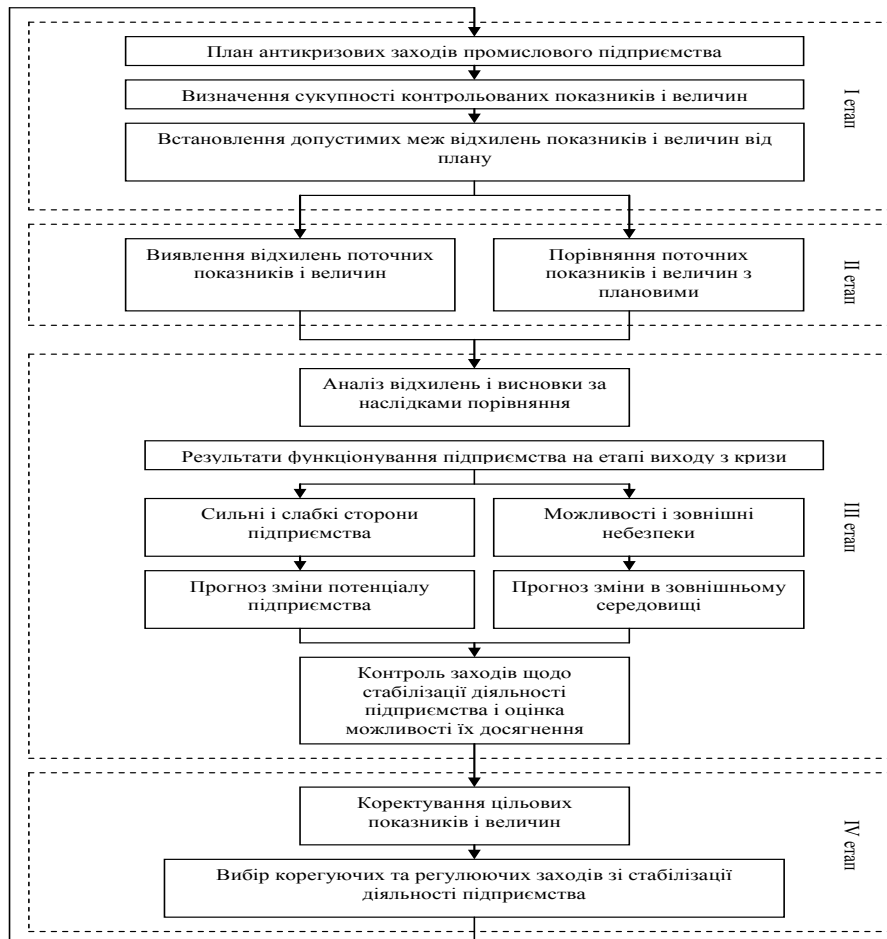 План антикризових заходів промислового підприємства
Визначення сукупності контрольованих показників і величин
Встановлення допустимих меж відхилень показників і величин від
плану
І етап
Виявлення відхилень поточних
показників і величин
Порівняння поточних
показників і величин з
плановими
ІІ етап
Аналіз відхилень і висновки за
наслідками порівняння
Результати функціонування підприємства на етапі виходу з кризи
Сильні і слабкі сторони
підприємства
Можливості і зовнішні
небезпеки
Прогноз зміни потенціалу
підприємства
Прогноз зміни в зовнішньому
середовищі
Контроль заходів щодо
стабілізації діяльності
підприємства і оцінка
можливості їх досягнення
ІІІ етап
Коректування цільових
показників і величин
Вибір корегуючих та регулюючих заходів зі стабілізації
діяльності підприємства
IV етап